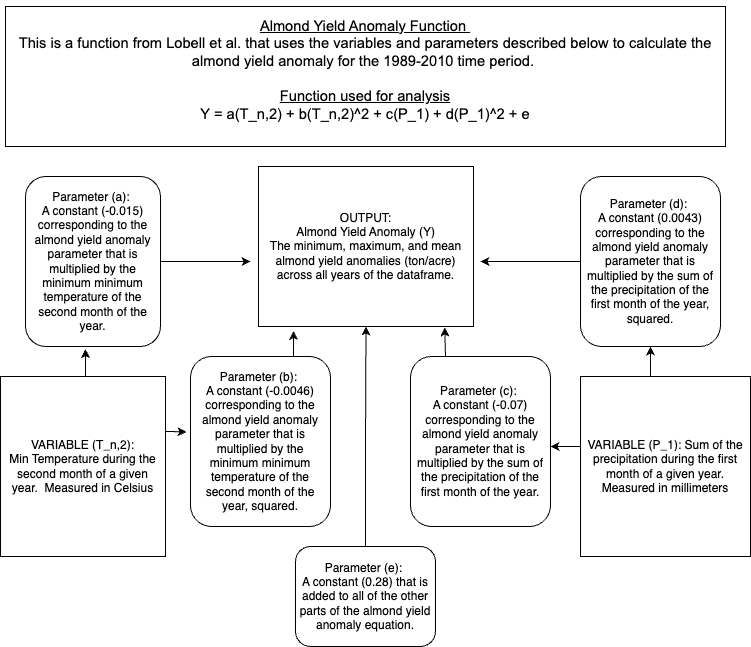 Almond Yield Anomaly Function
This is a function from Lobell et al. that uses the variables and parameters described below to calculate the
almond yield anomaly for the 1989-2010 time period.
Function used for analysis
Y = a(T_n,2) + b(T_n,2)^2 + c(P_1) + d(P_1)^2 + e
Parameter (a):
A constant (-0.015)
corresponding to the
almond yield anomaly
parameter that is
multiplied by the
minimum minimum
temperature of the
second month of the
year.
OUTPUT:
Almond Yield Anomaly (Y)
The minimum, maximum, and mean
almond yield anomalies (ton/acre)
across all years of the dataframe.
Parameter (d):
A constant (0.0043)
corresponding to the
almond yield anomaly
parameter that is
multiplied by the sum of
the precipitation of the
first month of the year,
squared.
VARIABLE (T_n,2):
Min Temperature during the
second month of a given
year.  Measured in Celsius
Parameter (b):
A constant (-0.0046)
corresponding to the
almond yield anomaly
parameter that is
multiplied by the
minimum minimum
temperature of the
second month of the
year, squared.
Parameter (c):
A constant (-0.07)
corresponding to the
almond yield anomaly
parameter that is
multiplied by the sum of
the precipitation of the
first month of the year.
VARIABLE (P_1): Sum of the
precipitation during the first
month of a given year.
Measured in millimeters
Parameter (e):
A constant (0.28) that is
added to all of the other
parts of the almond yield
anomaly equation.